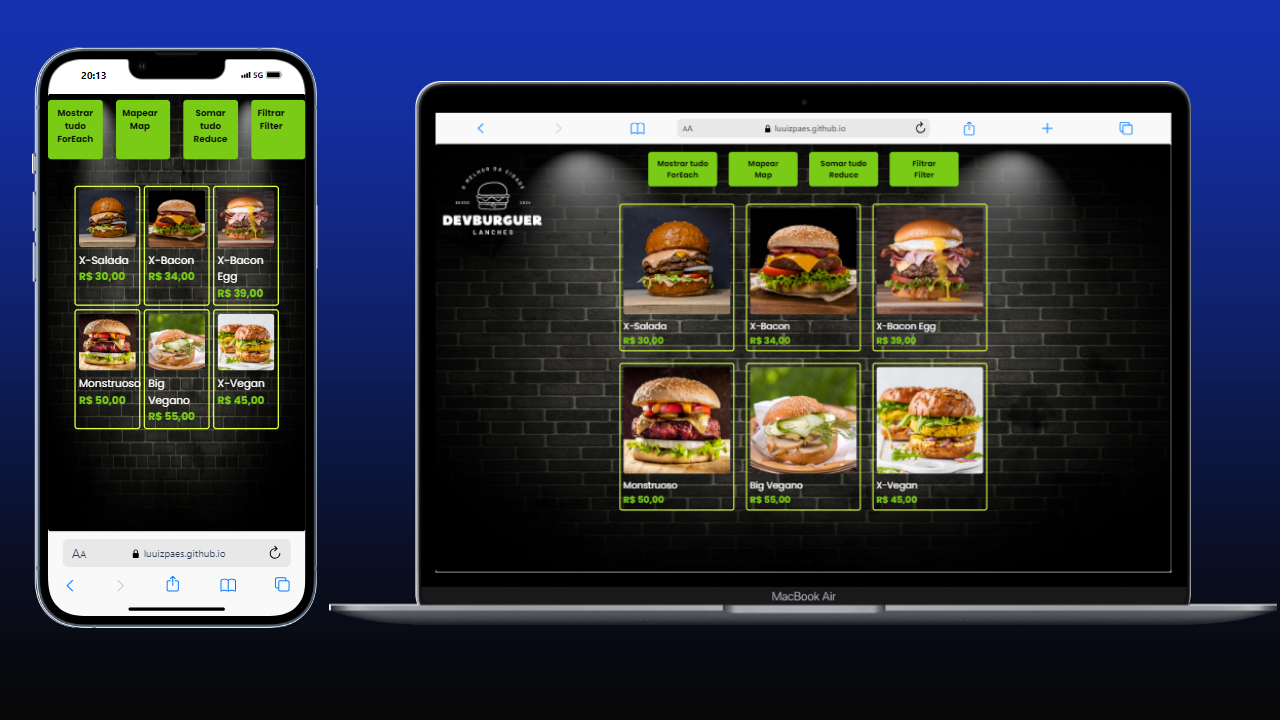 20:13
5G
Mostrar
tudo
ForEach
Mapear
Map
Somar
tudo
Reduce
Filtrar
Filter
X-Salada
R$ 30,00
X-Bacon
R$ 34,00
X-Bacon
Egg
R$ 39,00
Monstruoso
R$ 50,00
Big
Vegano
R$ 55,00
X-Vegan
R$ 45,00
AA
luuizpaes.github.io
AA
luuizpaes.github.io
O MELHOR DA CIDADE
DESDE 2024
DEVBURGUER
LANCHES
Mostrar tudo
ForEach
Mapear
Map
Somar tudo
Reduce
Filtrar
Filter
X-Salada
R$ 30,00
X-Bacon
R$ 34,00
X-Bacon Egg
R$ 39,00
Monstruoso
R$ 50,00
Big Vegano
R$ 55,00
X-Vegan
R$ 45,00
MacBook Air